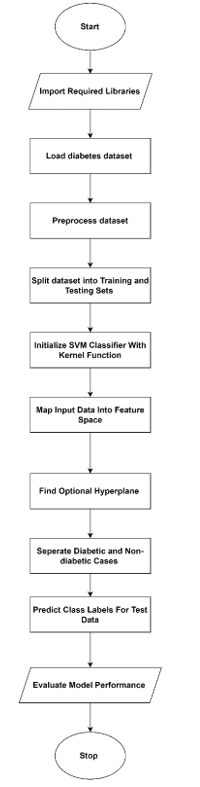 Start
Import Required Libraries
Load diabetes dataset
Preprocess dataset
Split dataset into Training and
Testing Sets
Initialize SVM Classifier With
Kernel Function
Map Input Data Into Feature
Space
Find Optional Hyperplane
Seperate Diabetic and Non-
diabetic Cases
Predict Class Labels For Test
Data
Evaluate Model Performance
Stop